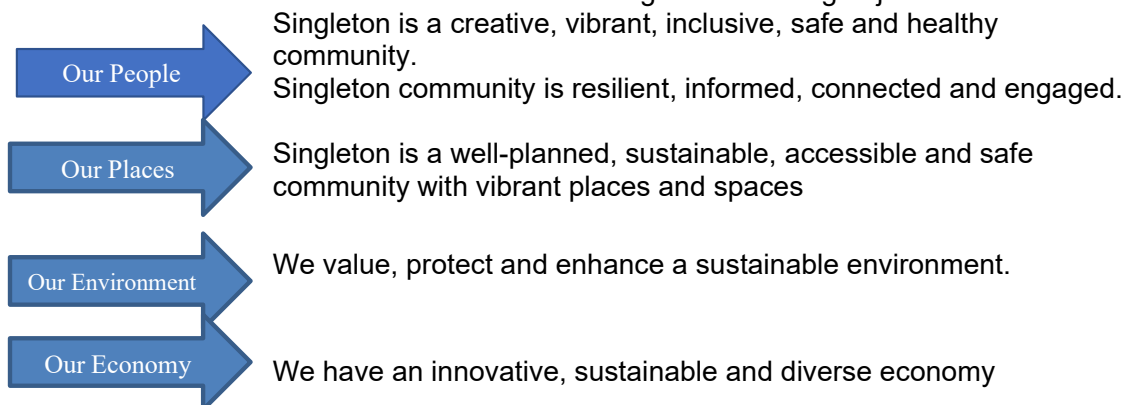 Singleton is a creative, vibrant, inclusive, safe and healthy
community.
Our People
Singleton community is resilient, informed, connected and engaged.
Our Places
Singleton is a well-planned, sustainable, accessible and safe
community with vibrant places and spaces
Our Environment
We value, protect and enhance a sustainable environment.
Our Economy
We have an innovative, sustainable and diverse economy